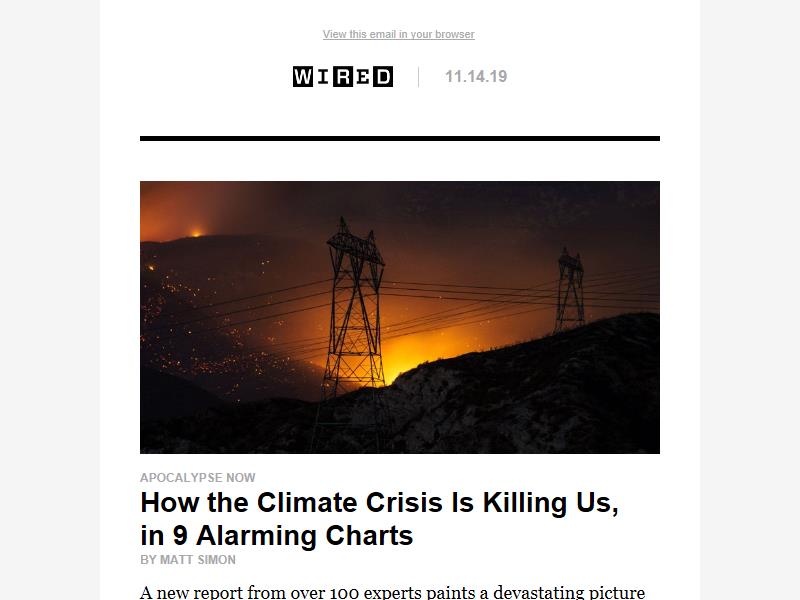 View this email in your browser
WIRED 11.14.19
APOCALYPSE NOW
How the Climate Crisis Is Killing Us,
in 9 Alarming Charts
BY MATT SIMON
A new report from over 100 experts paints a devastating picture